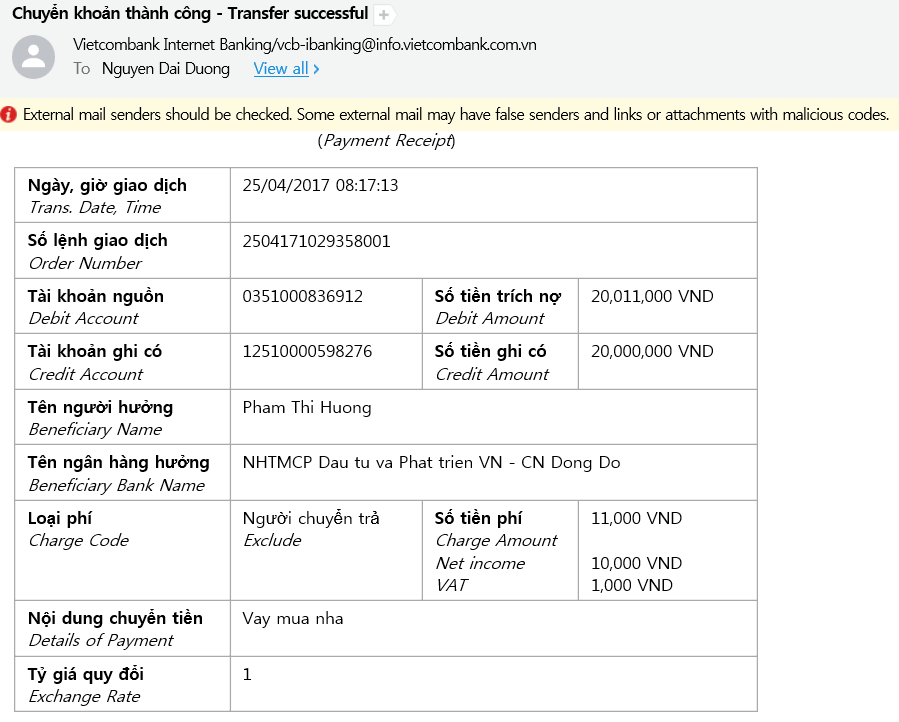 Chuyển khoản thành công - Transfer successful
Vietcombank Internet Banking/vcb-ibanking@info.vietcombank.com.vn
To Nguyen Dai Duong View all >
External mail senders should be checked. Some external mail may have false senders and links or attachments with malicious codes.
(Payment Receipt)
Ngày, giờ giao dịch 25/04/2017 08:17:13
Trans. Date, Time
Số lệnh giao dịch 2504171029358001
Order Number
Tài khoản nguồn 0351000836912 Số tiền trích nợ 20,011,000 VND
Debit Account Debit Amount
Tài khoản ghi có 12510000598276 Số tiền ghi có 20,000,000 VND
Credit Account Credit Amount
Tên người hưởng Pham Thi Huong
Beneficiary Name
Tên ngân hàng hưởng NHTMCP Dau tu va Phat trien VN - CN Dong Do
Beneficiary Bank Name
Loại phí Người chuyển trả Số tiền phí 11,000 VND
Charge Code Exclude Charge Amount
Net income 10,000 VND
VAT 1,000 VND
Nội dung chuyển tiền Vay mua nha
Details of Payment
Tỷ giá quy đổi 1
Exchange Rate